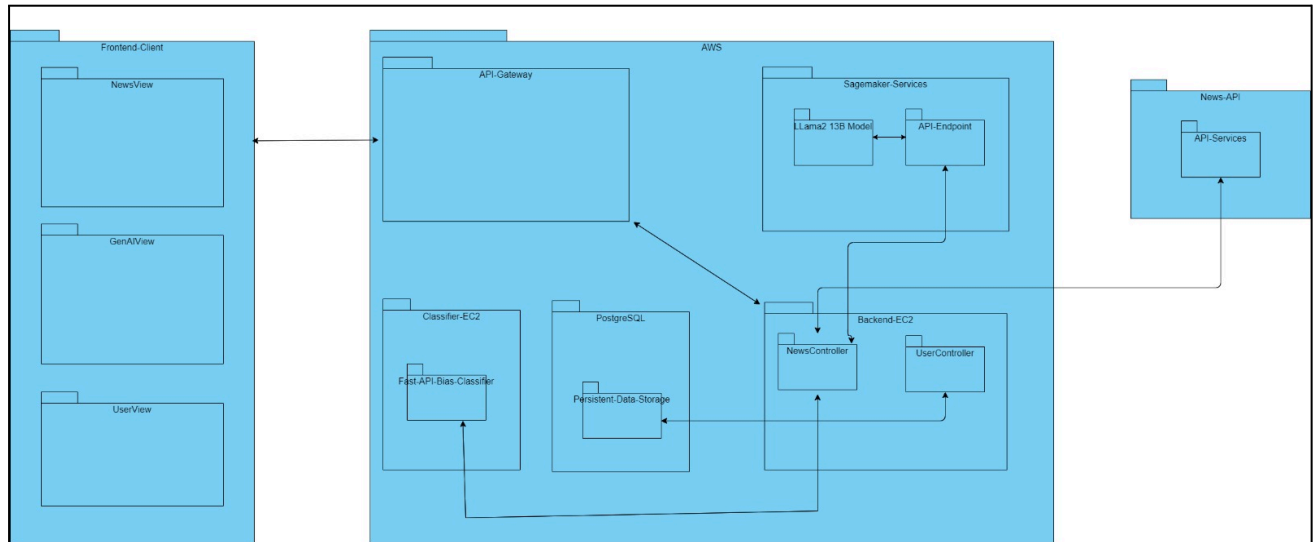 Frontend-Client
NewsView
GenAIView
UserView
AWS
API-Gateway
Sagemaker-Services
LLama2 13B Model
API-Endpoint
Classifier-EC2
Fast-API-Bias-Classifier
PostgreSQL
Persistent-Data-Storage
Backend-EC2
NewsController
UserController
News-API
API-Services